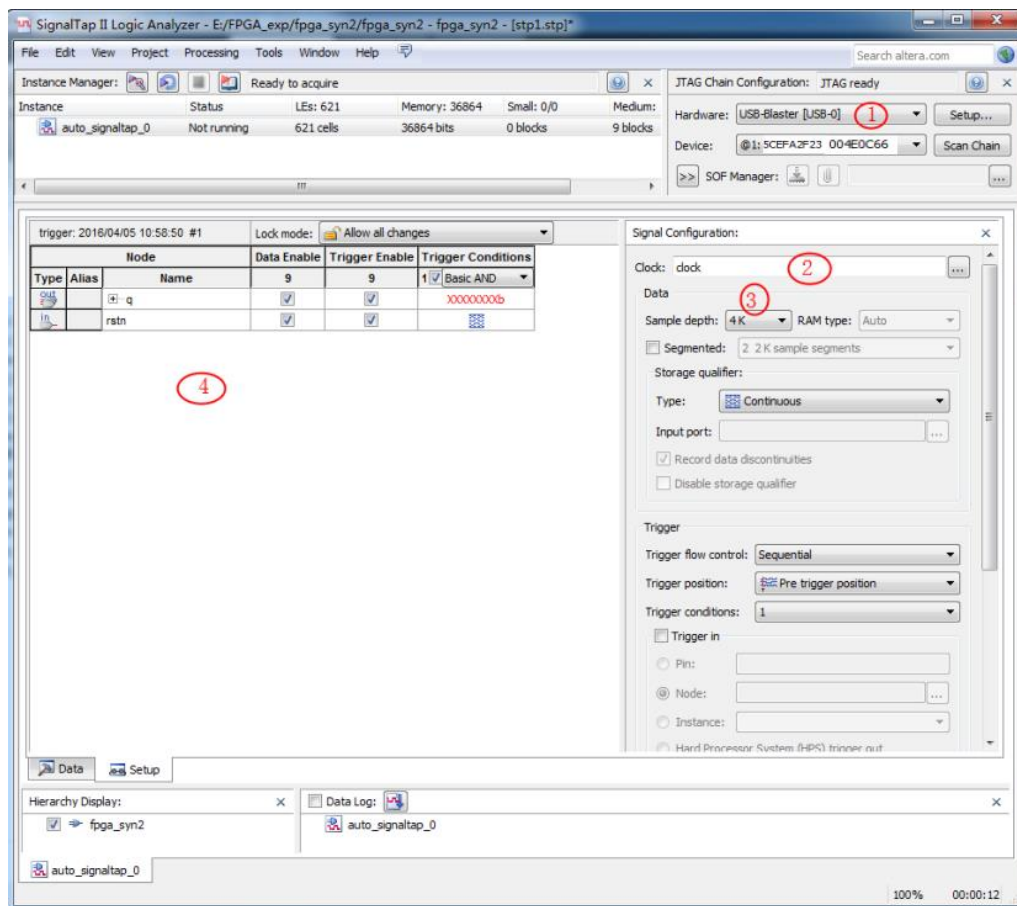 SignalTap II Logic Analyzer - E:/FPGA_exp/fpga_syn2/fpga_syn2 - fpga_syn2 - [stp1.stp]*
File Edit View Project Processing Tools Window Help
Search altera.com
Instance Manager: Ready to acquire
Instance Status LEs: 621 Memory: 36864 Small: 0/0 Medium:
auto_signaltap_0 Not running 621 cells 36864 bits 0 blocks 9 blocks
JTAG Chain Configuration: JTAG ready
Hardware: USB-Blaster [USB-0] 1 Setup...
Device: @1: 5CEFA2F23 004E0C66 Scan Chain
>> SOF Manager: ...
trigger: 2016/04/05 10:58:50 #1 Lock mode: Allow all changes
Node Data Enable Trigger Enable Trigger Conditions
Type Alias Name 9 9 1 Basic AND
out q XXXXXXXXb
in rstn
4
Signal Configuration:
Clock: clock 2 ...
Data
3
Sample depth: 4 K RAM type: Auto
Segmented: 2 2 K sample segments
Storage qualifier:
Type: Continuous
Input port: ...
Record data discontinuities
Disable storage qualifier
Trigger
Trigger flow control: Sequential
Trigger position: Pre trigger position
Trigger conditions: 1
Trigger in
Pin:
Node: ...
Instance:
Hard Processor System (HPS) trigger out
Data Setup
Hierarchy Display:
fpga_syn2
Data Log:
auto_signaltap_0
auto_signaltap_0
100% 00:00:12